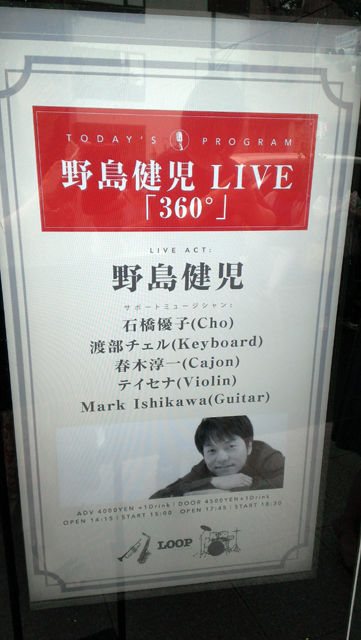 TODAY'S PROGRAM
野島健児 LIVE
「360°」
LIVE ACT:
野島健児
サポートミュージシャン:
石橋優子(Cho)
渡部チェル(Keyboard)
春木淳一(Cajon)
テイセナ(Violin)
Mark Ishikawa(Guitar)
ADV 4000YEN +1Drink | DOOR 4500YEN+1Drink
OPEN 14:15 | START 15:00 OPEN 17:45 | START 18:30
LOOP